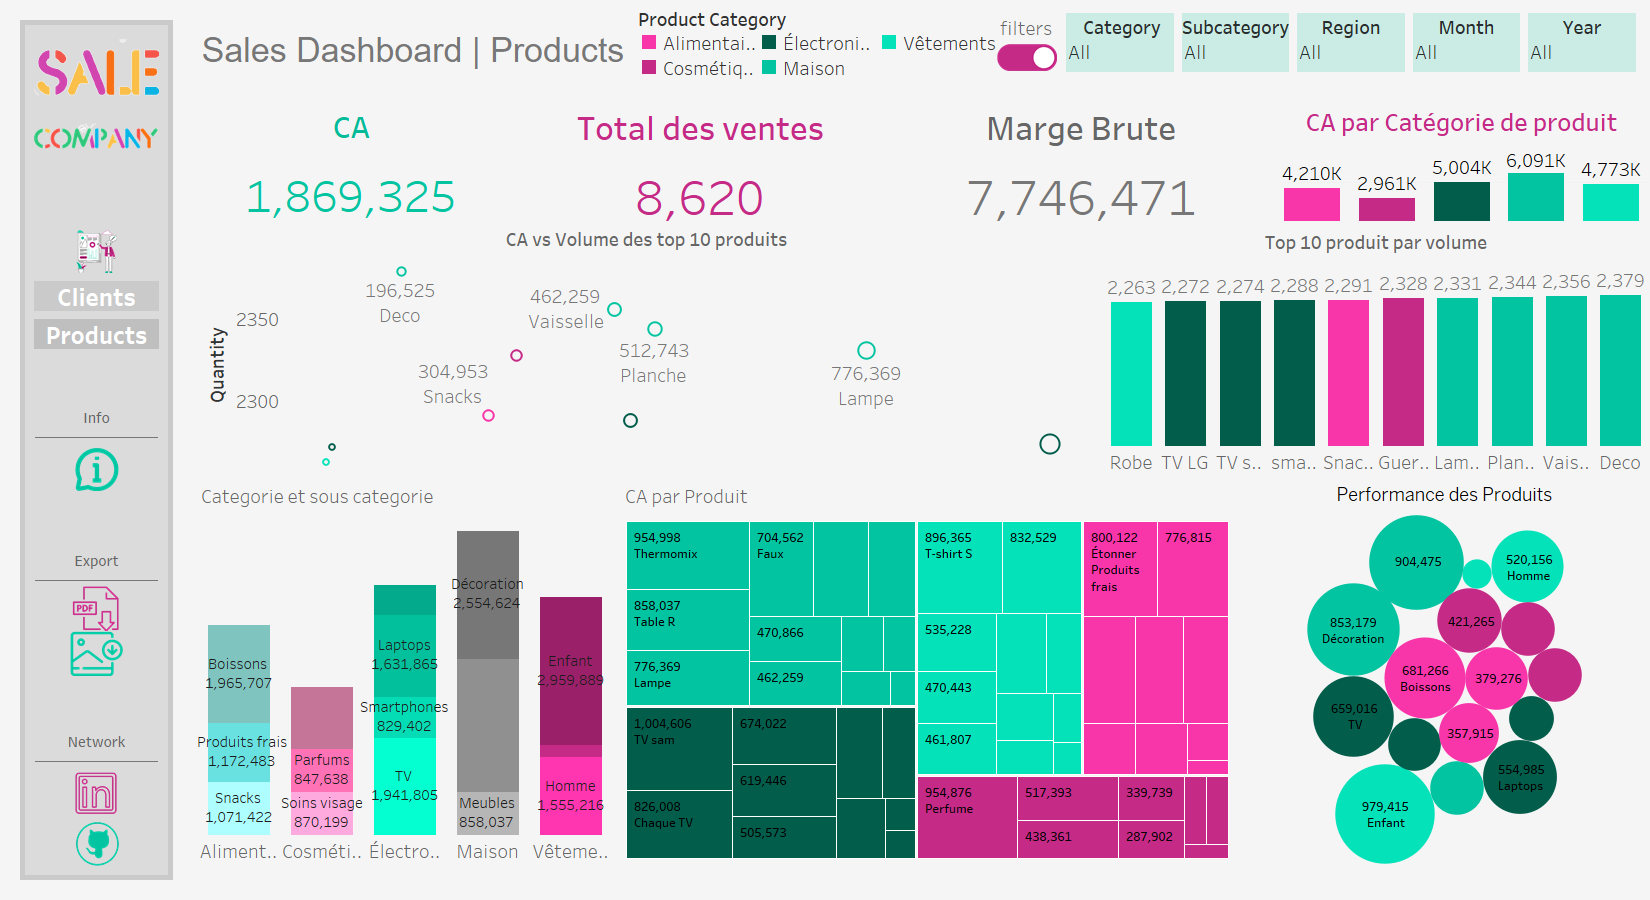 SALE
COMPANY
Clients
Products
Info
Export
PDF
Network
in
Sales Dashboard | Products
Product Category
Alimentai..
Électroni..
Vêtements
Cosmétiq..
Maison
filters
Category
All
Subcategory
All
Region
All
Month
All
Year
All
CA
1,869,325
Total des ventes
8,620
Marge Brute
7,746,471
CA par Catégorie de produit
4,210K
2,961K
5,004K
6,091K
4,773K
CA vs Volume des top 10 produits
Quantity
2350
2300
196,525
Deco
462,259
Vaisselle
512,743
Planche
304,953
Snacks
776,369
Lampe
Top 10 produit par volume
2,263 2,272 2,274 2,288 2,291 2,328 2,331 2,344 2,356 2,379
Robe TV LG TV s.. sma.. Snac.. Guer.. Lam.. Plan.. Vais.. Deco
Categorie et sous categorie
Boissons
1,965,707
Produits frais
1,172,483
Snacks
1,071,422
Parfums
847,638
Soins visage
870,199
Laptops
1,631,865
Smartphones
829,402
TV
1,941,805
Décoration
2,554,624
Meubles
858,037
Enfant
2,959,889
Homme
1,555,216
Aliment.. Cosméti.. Électro.. Maison Vêteme..
CA par Produit
954,998
Thermomix
858,037
Table R
776,369
Lampe
704,562
Faux
470,866
462,259
1,004,606
TV sam
826,008
Chaque TV
674,022
619,446
505,573
896,365
T-shirt S
832,529
535,228
470,443
461,807
800,122
Étonner
Produits
frais
776,815
954,876
Perfume
517,393
438,361
339,739
287,902
Performance des Produits
904,475
520,156
Homme
853,179
Décoration
421,265
681,266
Boissons
379,276
659,016
TV
357,915
554,985
Laptops
979,415
Enfant